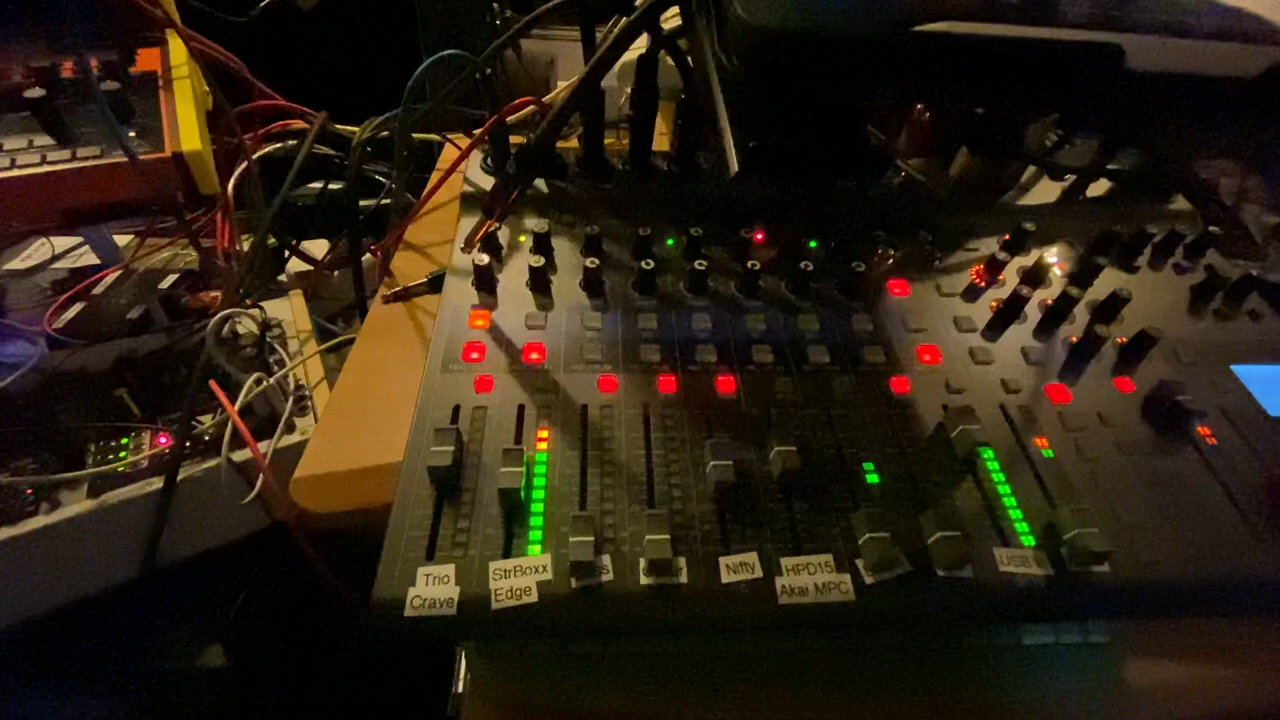 Trio
Crave
StrBoxx
Edge
Nifty
HPD15
Akai MPC
USB